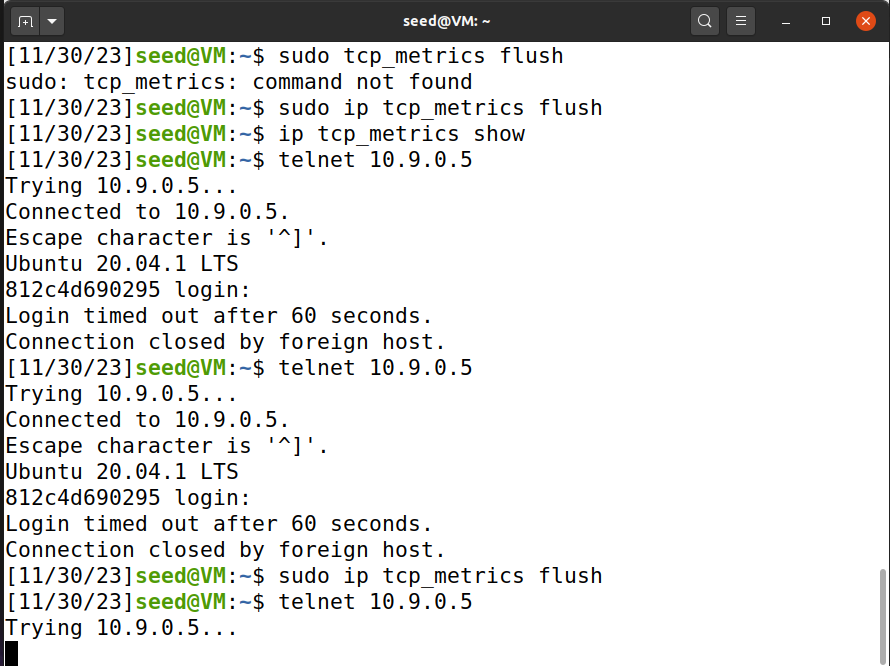 seed@VM: ~
[11/30/23]seed@VM:~$ sudo tcp_metrics flush
sudo: tcp_metrics: command not found
[11/30/23]seed@VM:~$ sudo ip tcp_metrics flush
[11/30/23]seed@VM:~$ ip tcp_metrics show
[11/30/23]seed@VM:~$ telnet 10.9.0.5
Trying 10.9.0.5...
Connected to 10.9.0.5.
Escape character is '^]'.
Ubuntu 20.04.1 LTS
812c4d690295 login:
Login timed out after 60 seconds.
Connection closed by foreign host.
[11/30/23]seed@VM:~$ telnet 10.9.0.5
Trying 10.9.0.5...
Connected to 10.9.0.5.
Escape character is '^]'.
Ubuntu 20.04.1 LTS
812c4d690295 login:
Login timed out after 60 seconds.
Connection closed by foreign host.
[11/30/23]seed@VM:~$ sudo ip tcp_metrics flush
[11/30/23]seed@VM:~$ telnet 10.9.0.5
Trying 10.9.0.5...